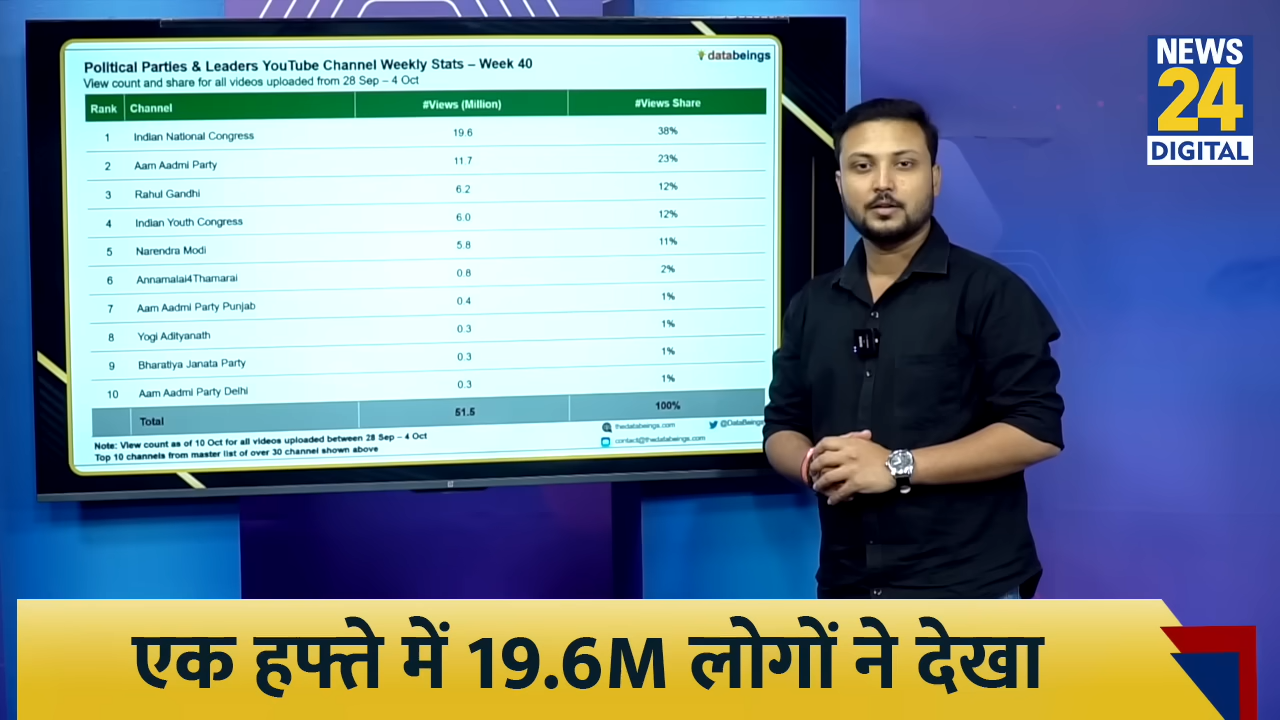 Political Parties & Leaders YouTube Channel Weekly Stats – Week 40
databeings
View count and share for all videos uploaded from 28 Sep – 4 Oct
Rank Channel #Views (Million) #Views Share
1 Indian National Congress 19.6 38%
2 Aam Aadmi Party 11.7 23%
3 Rahul Gandhi 6.2 12%
4 Indian Youth Congress 6.0 12%
5 Narendra Modi 5.8 11%
6 Annamalai4Thamarai 0.8 2%
7 Aam Aadmi Party Punjab 0.4 1%
8 Yogi Adityanath 0.3 1%
9 Bharatiya Janata Party 0.3 1%
10 Aam Aadmi Party Delhi 0.3 1%
Total 51.5 100%
Note: View count as of 10 Oct for all videos uploaded between 28 Sep – 4 Oct
Top 10 channels from master list of over 30 channel shown above
thedatabeings.com @DataBeings
contact@thedatabeings.com
NEWS
24
DIGITAL
एक हफ्ते में 19.6M लोगों ने देखा